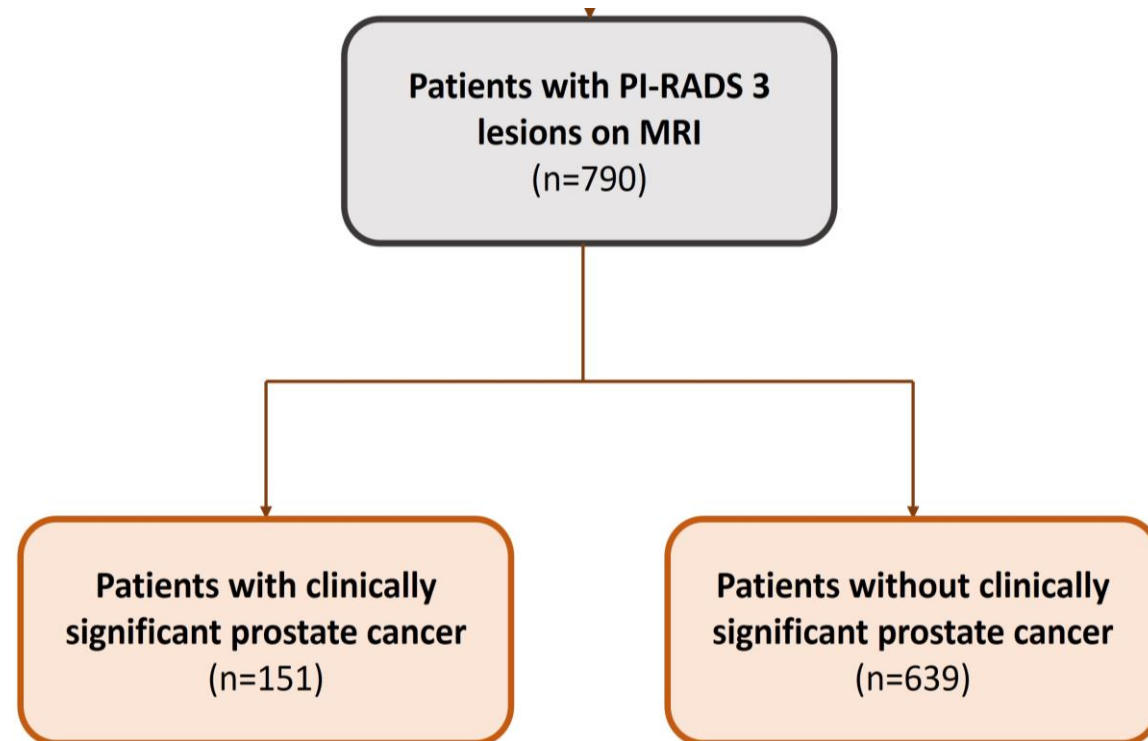 Patients with PI-RADS 3
lesions on MRI
(n=790)
Patients with clinically
significant prostate cancer
(n=151)
Patients without clinically
significant prostate cancer
(n=639)